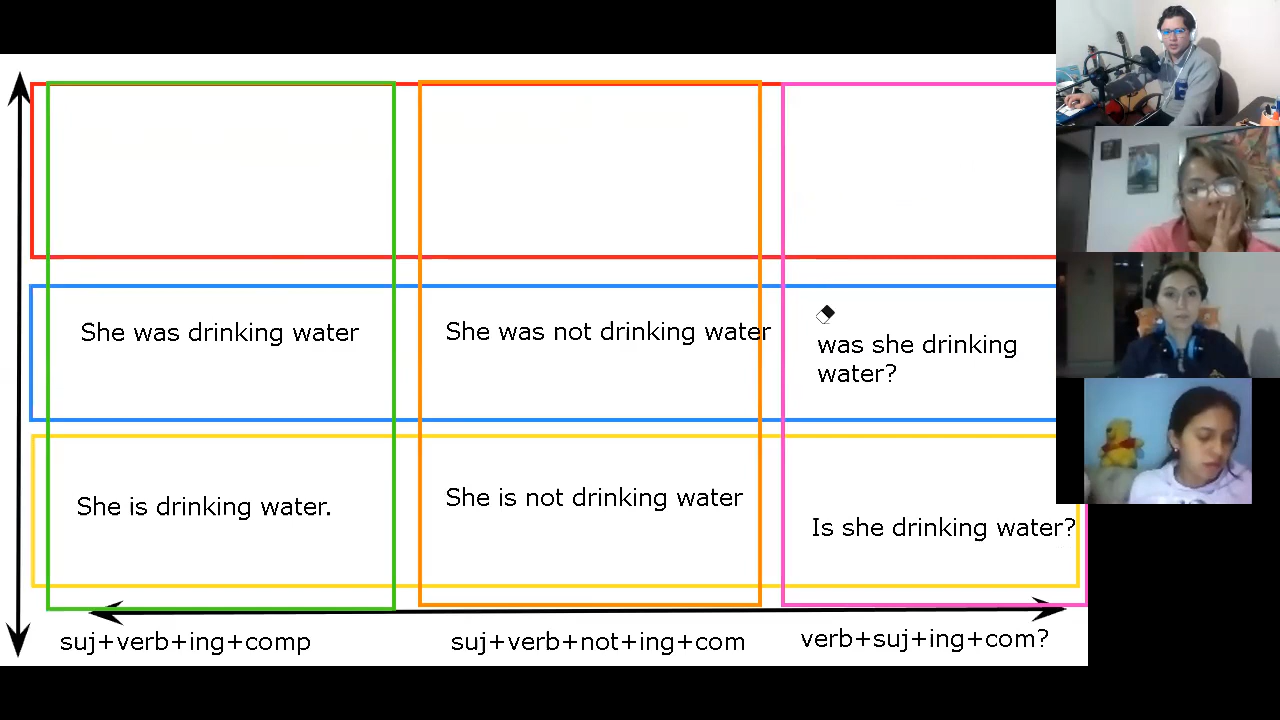 She was drinking water
She was not drinking water
was she drinking
water?
She is drinking water.
She is not drinking water
Is she drinking water?
suj+verb+ing+comp
suj+verb+not+ing+com
verb+suj+ing+com?